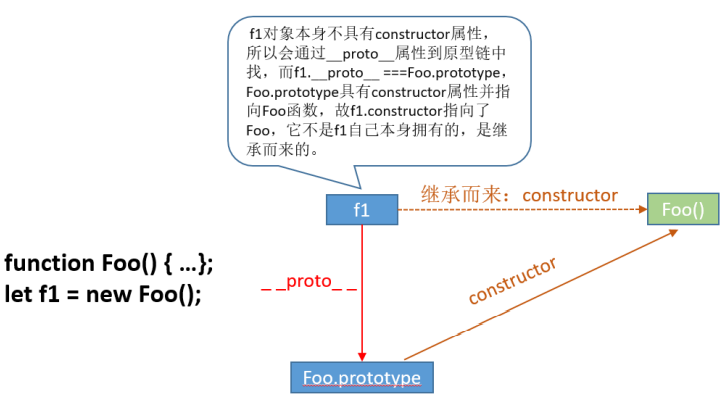 f1对象本身不具有constructor属性，
所以会通过__proto__属性到原型链中
找，而f1.__proto__ ===Foo.prototype，
Foo.prototype具有constructor属性并指
向Foo函数，故f1.constructor指向了
Foo，它不是f1自己本身拥有的，是继
承而来的。
f1
继承而来：constructor
Foo()
function Foo() { …};
let f1 = new Foo();
__proto__
constructor
Foo.prototype